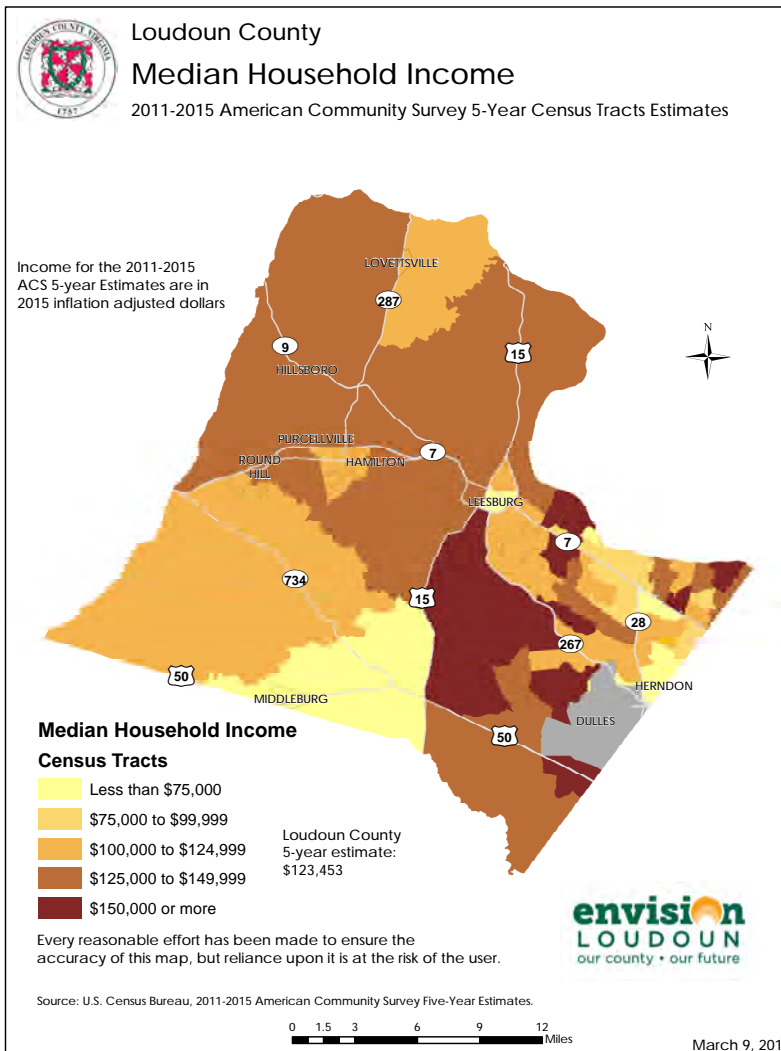 LOUDOUN COUNTY VIRGINIA
1757
Loudoun County
Median Household Income
2011-2015 American Community Survey 5-Year Census Tracts Estimates
Income for the 2011-2015
ACS 5-year Estimates are in
2015 inflation adjusted dollars
LOVETTSVILLE
287
9
15
N
HILLSBORO
PURCELLVILLE
7
ROUND
HILL
HAMILTON
LEESBURG
7
734
15
28
267
50
HERNDON
MIDDLEBURG
DULLES
50
Median Household Income
Census Tracts
Less than $75,000
$75,000 to $99,999
$100,000 to $124,999
$125,000 to $149,999
$150,000 or more
Loudoun County
5-year estimate:
$123,453
envision
LOUDOUN
our county • our future
Every reasonable effort has been made to ensure the
accuracy of this map, but reliance upon it is at the risk of the user.
Source: U.S. Census Bureau, 2011-2015 American Community Survey Five-Year Estimates.
0 1.5 3 6 9 12
Miles
March 9, 201